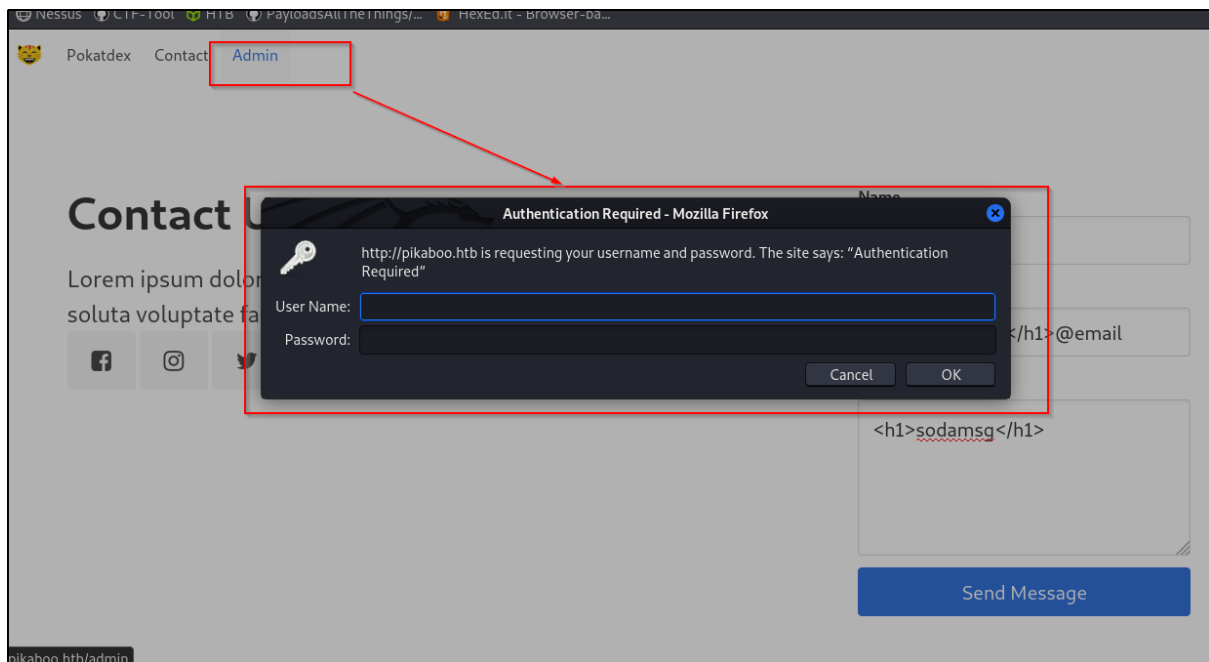 Nessus CTF-Tool HTB PayloadsAllTheThings/... HexEd.it - Browser-ba...
Pokatdex Contact Admin
Contact U
Lorem ipsum dolor
soluta voluptate fa
Authentication Required - Mozilla Firefox
http://pikaboo.htb is requesting your username and password. The site says: “Authentication
Required”
User Name:
Password:
Cancel OK
Name
</h1>@email
<h1>sodamsg</h1>
Send Message
pikaboo.htb/admin